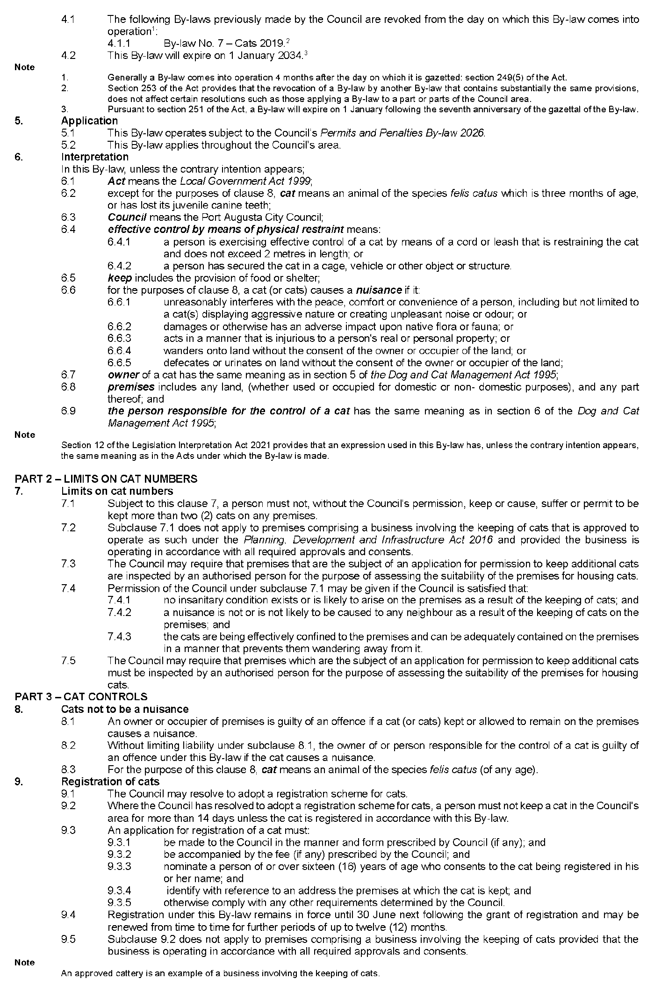 4.1 The following By-laws previously made by the Council are revoked from the day on which this By-law comes into
operation1:
4.1.1 By-law No. 7 – Cats 2019.2
4.2 This By-law will expire on 1 January 2034.3
Note
1. Generally a By-law comes into operation 4 months after the day on which it is gazetted: section 249(5) of the Act.
2. Section 253 of the Act provides that the revocation of a By-law by another By-law that contains substantially the same provisions,
does not affect certain resolutions such as those applying a By-law to a part or parts of the Council area.
3. Pursuant to section 251 of the Act, a By-law will expire on 1 January following the seventh anniversary of the gazettal of the By-law.
5. Application
5.1 This By-law operates subject to the Council's Permits and Penalties By-law 2026.
5.2 This By-law applies throughout the Council's area.
6. Interpretation
In this By-law, unless the contrary intention appears;
6.1 Act means the Local Government Act 1999;
6.2 except for the purposes of clause 8, cat means an animal of the species felis catus which is three months of age,
or has lost its juvenile canine teeth;
6.3 Council means the Port Augusta City Council;
6.4 effective control by means of physical restraint means:
6.4.1 a person is exercising effective control of a cat by means of a cord or leash that is restraining the cat
and does not exceed 2 metres in length; or
6.4.2 a person has secured the cat in a cage, vehicle or other object or structure.
6.5 keep includes the provision of food or shelter;
6.6 for the purposes of clause 8, a cat (or cats) causes a nuisance if it:
6.6.1 unreasonably interferes with the peace, comfort or convenience of a person, including but not limited to
a cat(s) displaying aggressive nature or creating unpleasant noise or odour; or
6.6.2 damages or otherwise has an adverse impact upon native flora or fauna; or
6.6.3 acts in a manner that is injurious to a person's real or personal property; or
6.6.4 wanders onto land without the consent of the owner or occupier of the land; or
6.6.5 defecates or urinates on land without the consent of the owner or occupier of the land;
6.7 owner of a cat has the same meaning as in section 5 of the Dog and Cat Management Act 1995;
6.8 premises includes any land, (whether used or occupied for domestic or non- domestic purposes), and any part
thereof; and
6.9 the person responsible for the control of a cat has the same meaning as in section 6 of the Dog and Cat
Management Act 1995;
Note
Section 12 of the Legislation Interpretation Act 2021 provides that an expression used in this By-law has, unless the contrary intention appears,
the same meaning as in the Acts under which the By-law is made.
PART 2 – LIMITS ON CAT NUMBERS
7. Limits on cat numbers
7.1 Subject to this clause 7, a person must not, without the Council's permission, keep or cause, suffer or permit to be
kept more than two (2) cats on any premises.
7.2 Subclause 7.1 does not apply to premises comprising a business involving the keeping of cats that is approved to
operate as such under the Planning, Development and Infrastructure Act 2016 and provided the business is
operating in accordance with all required approvals and consents.
7.3 The Council may require that premises that are the subject of an application for permission to keep additional cats
are inspected by an authorised person for the purpose of assessing the suitability of the premises for housing cats.
7.4 Permission of the Council under subclause 7.1 may be given if the Council is satisfied that:
7.4.1 no insanitary condition exists or is likely to arise on the premises as a result of the keeping of cats; and
7.4.2 a nuisance is not or is not likely to be caused to any neighbour as a result of the keeping of cats on the
premises; and
7.4.3 the cats are being effectively confined to the premises and can be adequately contained on the premises
in a manner that prevents them wandering away from it.
7.5 The Council may require that premises which are the subject of an application for permission to keep additional cats
must be inspected by an authorised person for the purpose of assessing the suitability of the premises for housing
cats.
PART 3 – CAT CONTROLS
8. Cats not to be a nuisance
8.1 An owner or occupier of premises is guilty of an offence if a cat (or cats) kept or allowed to remain on the premises
causes a nuisance.
8.2 Without limiting liability under subclause 8.1, the owner of or person responsible for the control of a cat is guilty of
an offence under this By-law if the cat causes a nuisance.
8.3 For the purpose of this clause 8, cat means an animal of the species felis catus (of any age).
9. Registration of cats
9.1 The Council may resolve to adopt a registration scheme for cats.
9.2 Where the Council has resolved to adopt a registration scheme for cats, a person must not keep a cat in the Council's
area for more than 14 days unless the cat is registered in accordance with this By-law.
9.3 An application for registration of a cat must:
9.3.1 be made to the Council in the manner and form prescribed by Council (if any); and
9.3.2 be accompanied by the fee (if any) prescribed by the Council; and
9.3.3 nominate a person of or over sixteen (16) years of age who consents to the cat being registered in his
or her name; and
9.3.4 identify with reference to an address the premises at which the cat is kept; and
9.3.5 otherwise comply with any other requirements determined by the Council.
9.4 Registration under this By-law remains in force until 30 June next following the grant of registration and may be
renewed from time to time for further periods of up to twelve (12) months.
9.5 Subclause 9.2 does not apply to premises comprising a business involving the keeping of cats provided that the
business is operating in accordance with all required approvals and consents.
Note
An approved cattery is an example of a business involving the keeping of cats.